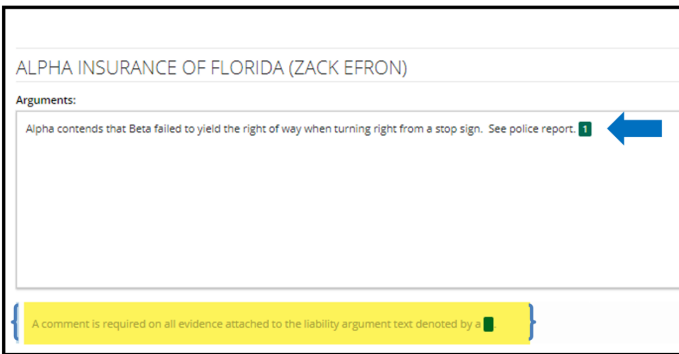 ALPHA INSURANCE OF FLORIDA (ZACK EFRON)
Arguments:
Alpha contends that Beta failed to yield the right of way when turning right from a stop sign. See police report. 1
A comment is required on all evidence attached to the liability argument text denoted by a .